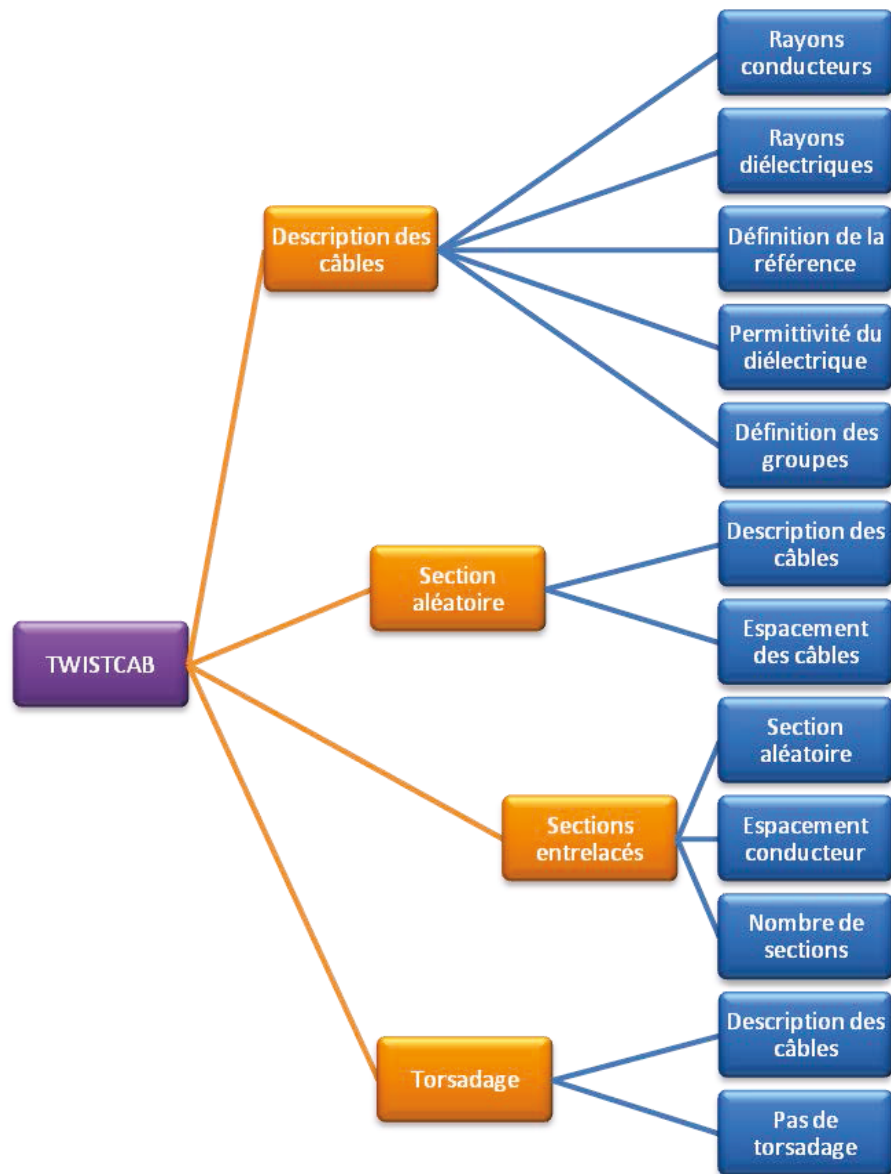 Rayons
conducteurs
Rayons
diélectriques
Description des
câbles
Définition de la
référence
Permittivité du
diélectrique
Définition des
groupes
Description des
câbles
Section
aléatoire
Espacement
des câbles
TWISTCAB
Section
aléatoire
Sections
entrelacés
Espacement
conducteur
Nombre de
sections
Description des
câbles
Torsadage
Pas de
torsadage